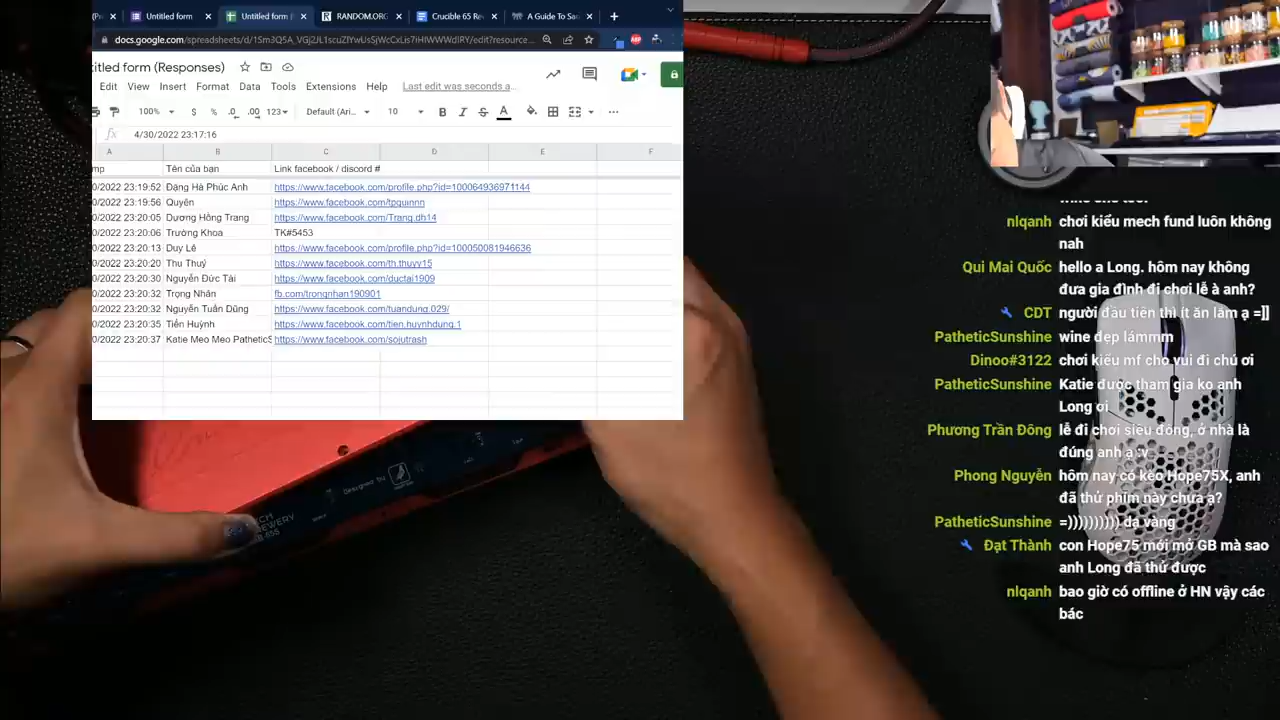 Untitled form
Untitled form (
RANDOM.ORG
Crucible 65 Re
A Guide To Sac
docs.google.com/spreadsheets/d/
/edit?resource...
titled form (Responses)
Edit View Insert Format Data Tools Extensions Help Last edit was seconds a...
100% $ % .0 .00 123 Default (Ari... 10 B I S A
fx 4/30/2022 23:17:16
A B C D E F
mp Tên của bạn Link facebook / discord #
0/2022 23:19:52 Đặng Hà Phúc Anh https://www.facebook.com/profile.php?id=100064936971144
0/2022 23:19:56 Quyên https://www.facebook.com/tpquinnn
0/2022 23:20:05 Dương Hồng Trang https://www.facebook.com/Trang.dh14
0/2022 23:20:06 Trường Khoa TK#5453
0/2022 23:20:13 Duy Lê https://www.facebook.com/profile.php?id=100050081946636
0/2022 23:20:20 Thu Thuỷ https://www.facebook.com/th.thuyy15
0/2022 23:20:30 Nguyễn Đức Tài https://www.facebook.com/ductai1909
0/2022 23:20:32 Trọng Nhân fb.com/trongnhan190901
0/2022 23:20:32 Nguyễn Tuấn Dũng https://www.facebook.com/tuandung.029/
0/2022 23:20:35 Tiến Huỳnh https://www.facebook.com/tien.huynhdung.1
0/2022 23:20:37 Katie Meo Meo PatheticS https://www.facebook.com/sojutrash
Designed by
nlqanh chơi kiểu mech fund luôn không
nah
Qui Mai Quốc hello a Long. hôm nay không
đưa gia đình đi chơi lễ à anh?
CDT người đầu tiên thì ít ăn lắm ạ =]]
PatheticSunshine wine đẹp lámmm
Dinoo#3122 chơi kiểu mf cho vui đi chú ơi
PatheticSunshine Katie được tham gia ko anh
Long ơi
Phương Trần Đông lễ đi chơi siêu đông, ở nhà là
đúng anh ạ :v
Phong Nguyễn hôm nay có kèo Hope75X, anh
đã thử phím này chưa ạ?
PatheticSunshine =)))))))))) dạ vâng
Đạt Thành con Hope75 mới mở GB mà sao
anh Long đã thử được
nlqanh bao giờ có offline ở HN vậy các
bác